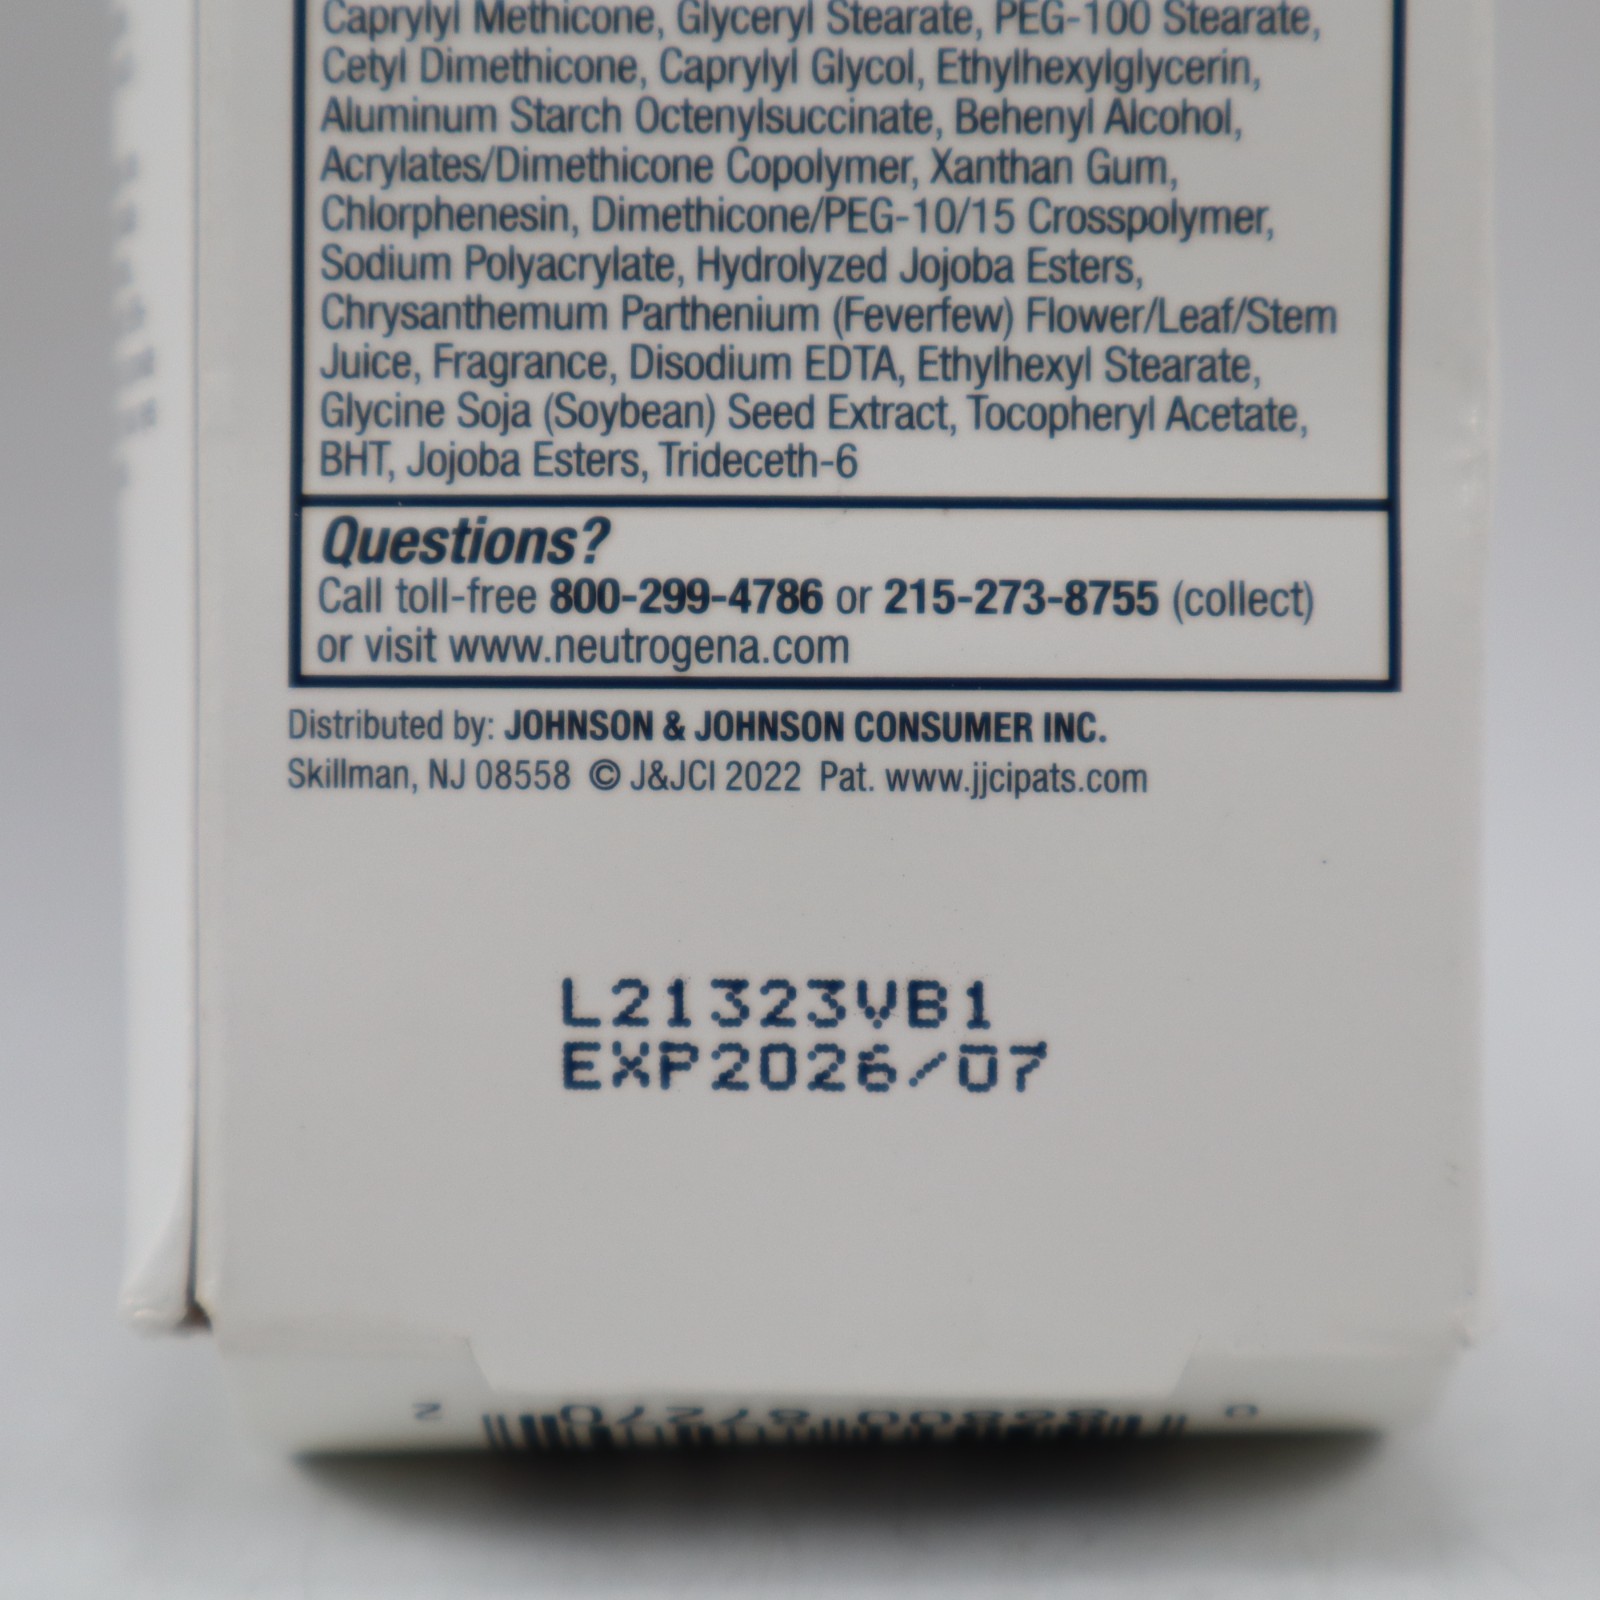 Caprylyl Methicone, Glyceryl Stearate, PEG-100 Stearate,
Cetyl Dimethicone, Caprylyl Glycol, Ethylhexylglycerin,
Aluminum Starch Octenylsuccinate, Behenyl Alcohol,
Acrylates/Dimethicone Copolymer, Xanthan Gum,
Chlorphenesin, Dimethicone/PEG-10/15 Crosspolymer,
Sodium Polyacrylate, Hydrolyzed Jojoba Esters,
Chrysanthemum Parthenium (Feverfew) Flower/Leaf/Stem
Juice, Fragrance, Disodium EDTA, Ethylhexyl Stearate,
Glycine Soja (Soybean) Seed Extract, Tocopheryl Acetate,
BHT, Jojoba Esters, Trideceth-6
Questions?
Call toll-free 800-299-4786 or 215-273-8755 (collect)
or visit www.neutrogena.com
Distributed by: JOHNSON & JOHNSON CONSUMER INC.
Skillman, NJ 08558 © J&JCI 2022 Pat. www.jjcipats.com
L21323VB1
EXP2026/07